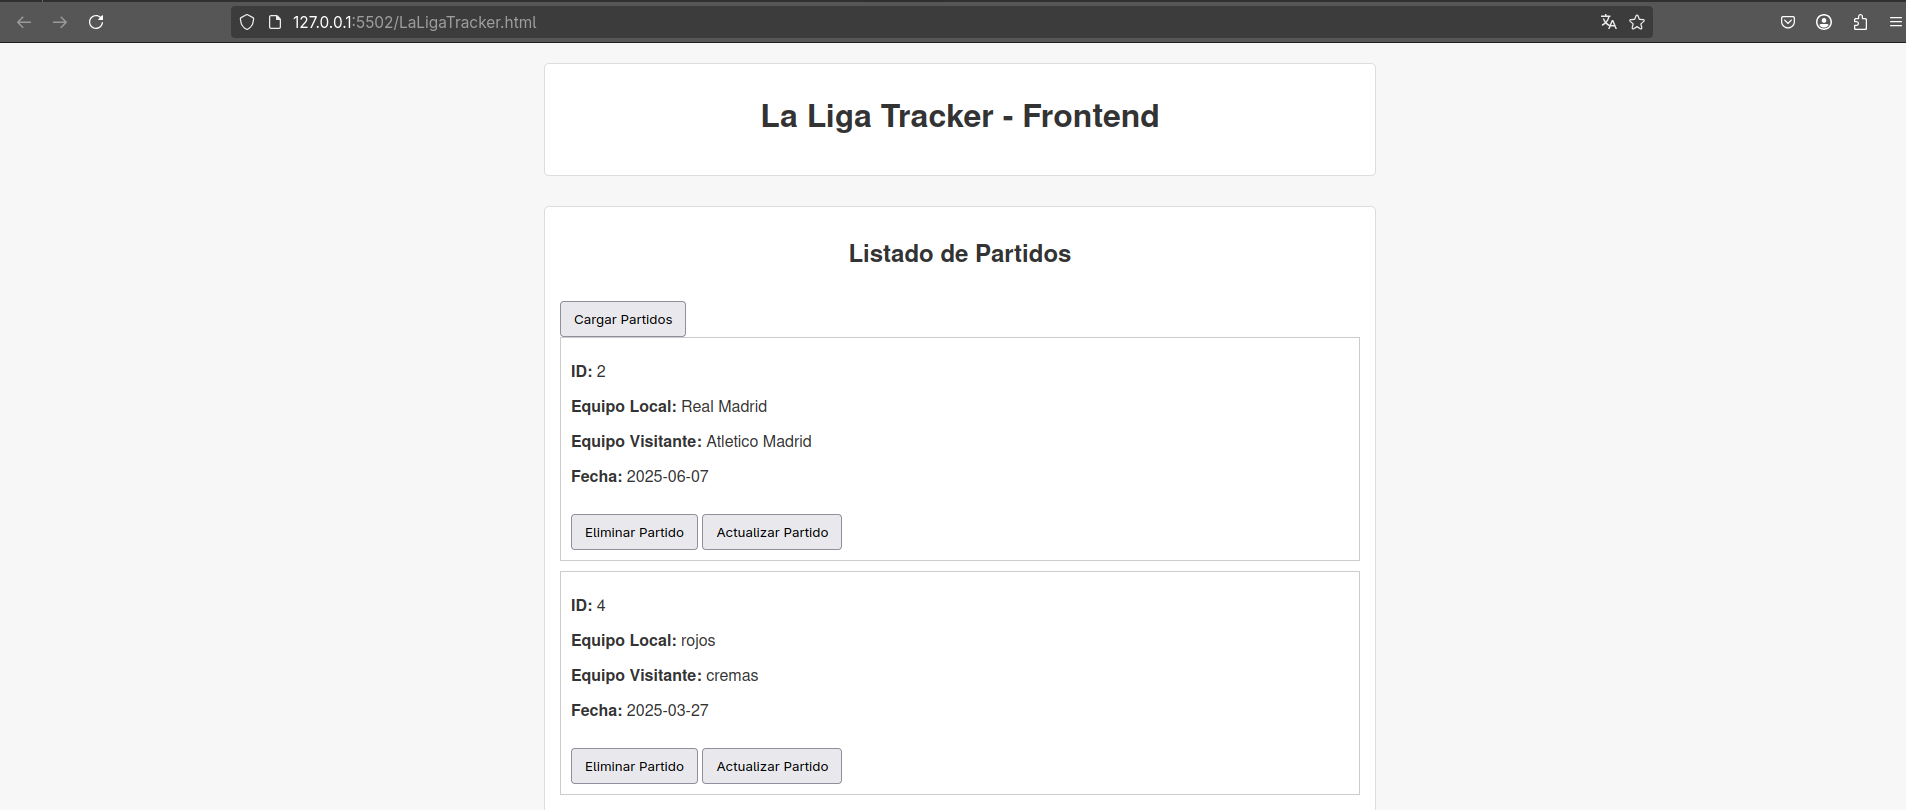 127.0.0.1:5502/LaLigaTracker.html
La Liga Tracker - Frontend
Listado de Partidos
Cargar Partidos
ID: 2
Equipo Local: Real Madrid
Equipo Visitante: Atletico Madrid
Fecha: 2025-06-07
Eliminar Partido Actualizar Partido
ID: 4
Equipo Local: rojos
Equipo Visitante: cremas
Fecha: 2025-03-27
Eliminar Partido Actualizar Partido